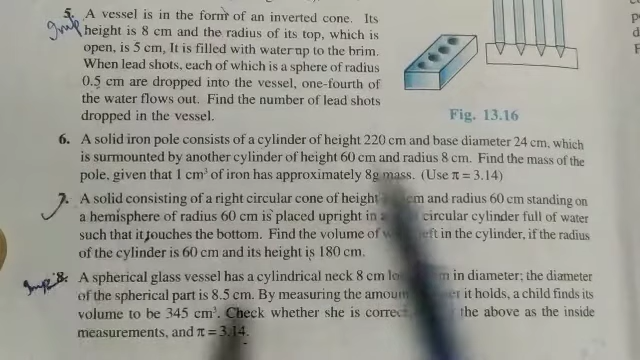 imp
5. A vessel is in the form of an inverted cone. Its
height is 8 cm and the radius of its top, which is
open, is 5 cm, It is filled with water up to the brim.
When lead shots, each of which is a sphere of radius
0.5 cm are dropped into the vessel, one-fourth of
the water flows out. Find the number of lead shots
dropped in the vessel.
Fig. 13.16
6. A solid iron pole consists of a cylinder of height 220 cm and base diameter 24 cm, which
is surmounted by another cylinder of height 60 cm and radius 8 cm. Find the mass of the
pole, given that 1 cm³ of iron has approximately 8g mass. (Use π = 3.14)
7. A solid consisting of a right circular cone of height cm and radius 60 cm standing on
a hemisphere of radius 60 cm is placed upright in a circular cylinder full of water
such that it touches the bottom. Find the volume of left in the cylinder, if the radius
of the cylinder is 60 cm and its height is 180 cm.
imp
8. A spherical glass vessel has a cylindrical neck 8 cm in diameter; the diameter
of the spherical part is 8.5 cm. By measuring the it holds, a child finds its
volume to be 345 cm³. Check whether she is the above as the inside
measurements, and π = 3.14.